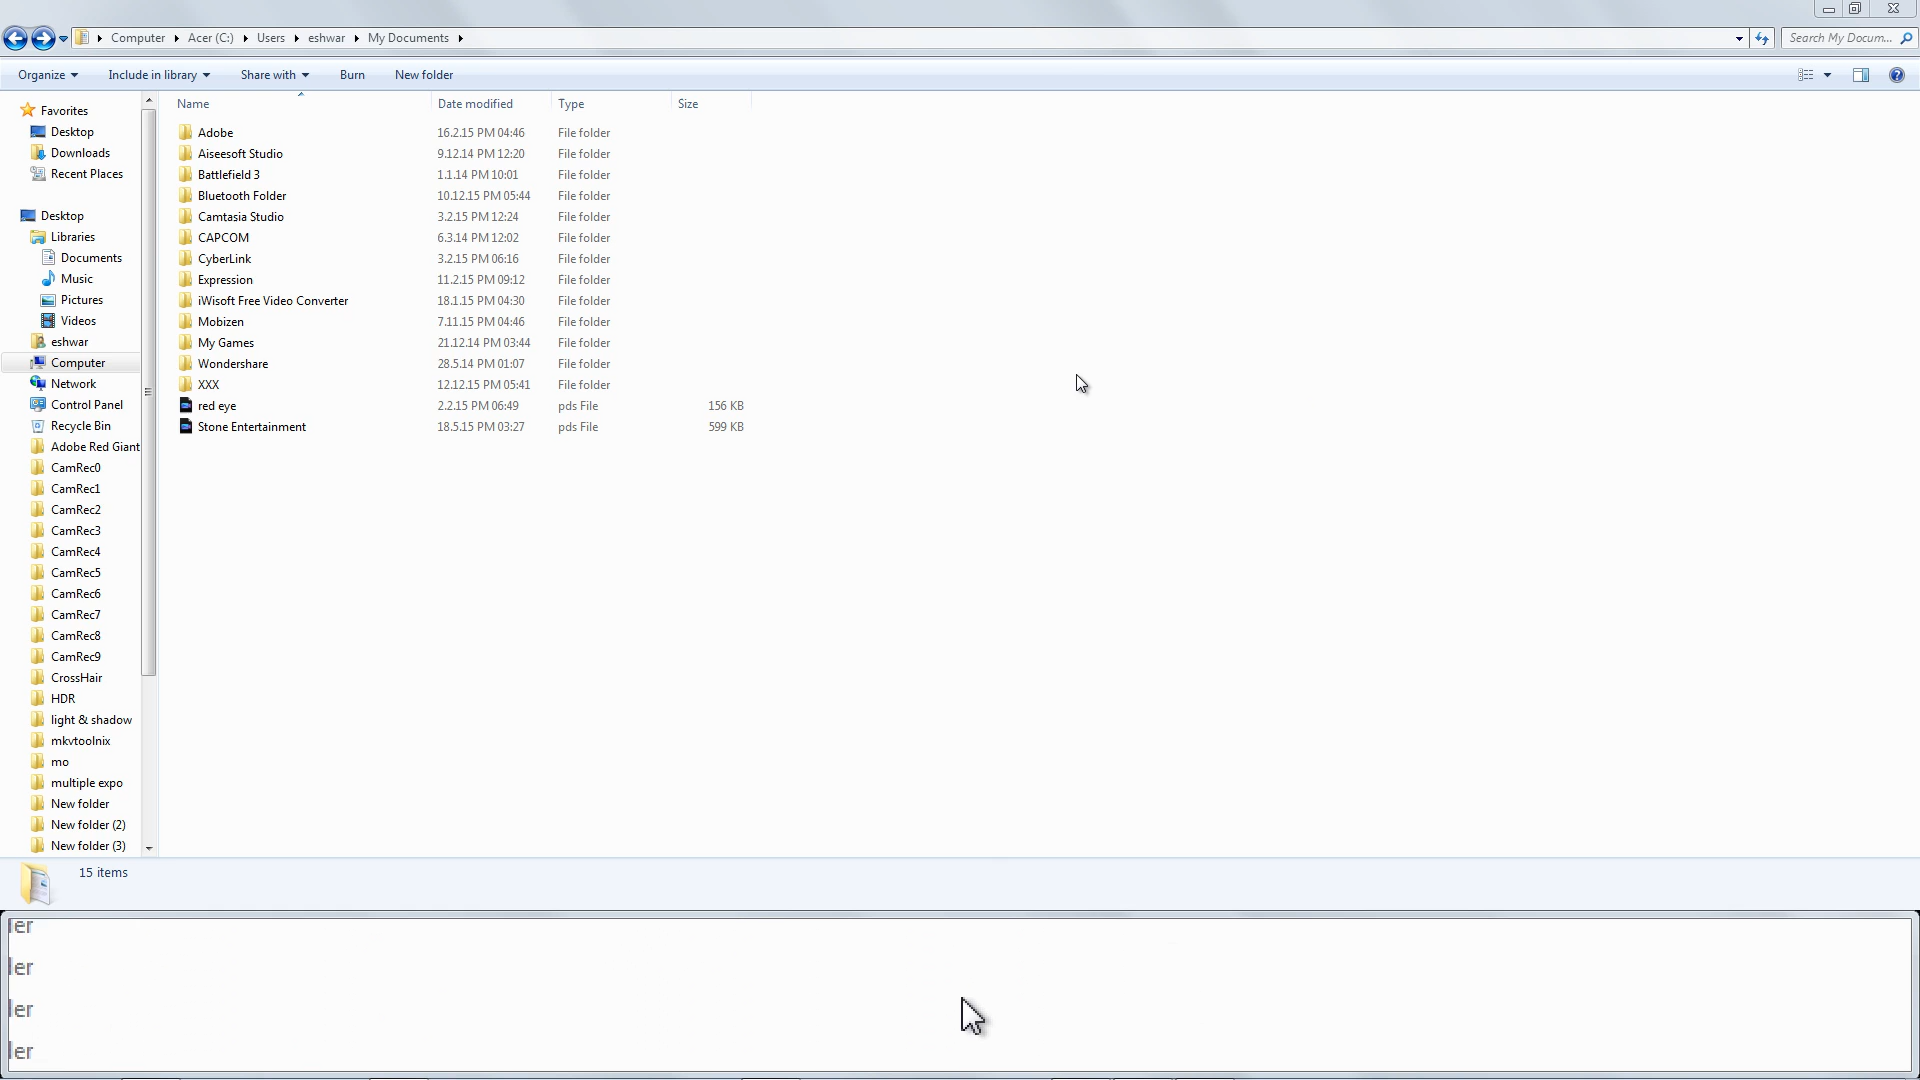 Computer Acer (C:) Users eshwar My Documents
Search My Docum...
Organize Include in library Share with Burn New folder
Name Date modified Type Size
Favorites
Desktop
Downloads
Recent Places
Desktop
Libraries
Documents
Music
Pictures
Videos
eshwar
Computer
Network
Control Panel
Recycle Bin
Adobe Red Giant
CamRec0
CamRec1
CamRec2
CamRec3
CamRec4
CamRec5
CamRec6
CamRec7
CamRec8
CamRec9
CrossHair
HDR
light & shadow
mkvtoolnix
mo
multiple expo
New folder
New folder (2)
New folder (3)
Adobe 16.2.15 PM 04:46 File folder
Aiseesoft Studio 9.12.14 PM 12:20 File folder
Battlefield 3 1.1.14 PM 10:01 File folder
Bluetooth Folder 10.12.15 PM 05:44 File folder
Camtasia Studio 3.2.15 PM 12:24 File folder
CAPCOM 6.3.14 PM 12:02 File folder
CyberLink 3.2.15 PM 06:16 File folder
Expression 11.2.15 PM 09:12 File folder
iWisoft Free Video Converter 18.1.15 PM 04:30 File folder
Mobizen 7.11.15 PM 04:46 File folder
My Games 21.12.14 PM 03:44 File folder
Wondershare 28.5.14 PM 01:07 File folder
XXX 12.12.15 PM 05:41 File folder
red eye 2.2.15 PM 06:49 pds File 156 KB
Stone Entertainment 18.5.15 PM 03:27 pds File 599 KB
15 items
ler
ler
ler
ler